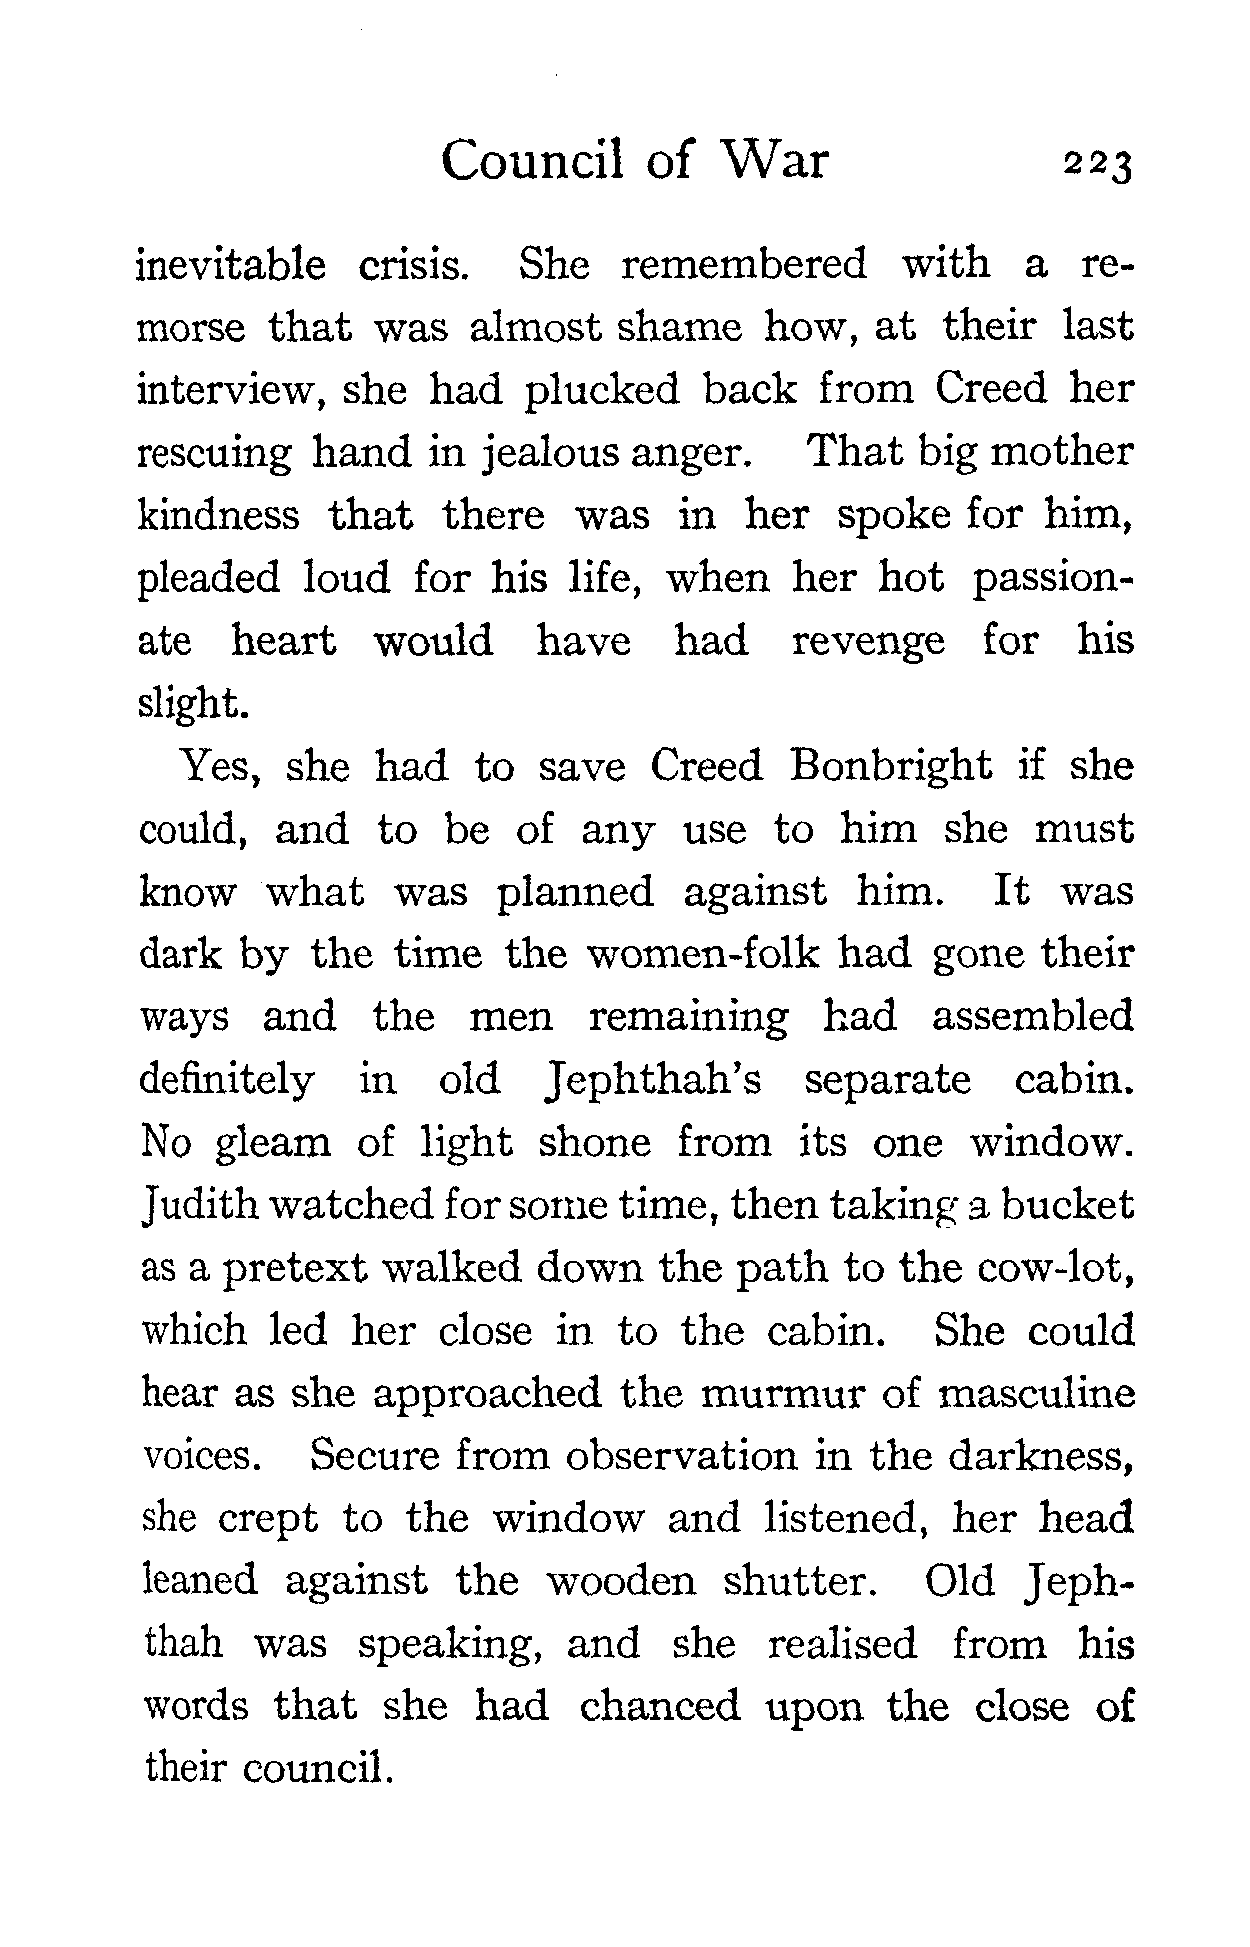 Council of War 223
inevitable crisis. She remembered with a re-
morse that was almost shame how, at their last
interview, she had plucked back from Creed her
rescuing hand in jealous anger. That big mother
kindness that there was in her spoke for him,
pleaded loud for his life, when her hot passion-
ate heart would have had revenge for his
slight.
Yes, she had to save Creed Bonbright if she
could, and to be of any use to him she must
know what was planned against him. It was
dark by the time the women-folk had gone their
ways and the men remaining had assembled
definitely in old Jephthah's separate cabin.
No gleam of light shone from its one window.
Judith watched for some time, then taking a bucket
as a pretext walked down the path to the cow-lot,
which led her close in to the cabin. She could
hear as she approached the murmur of masculine
voices. Secure from observation in the darkness,
she crept to the window and listened, her head
leaned against the wooden shutter. Old Jeph-
thah was speaking, and she realised from his
words that she had chanced upon the close of
their council.